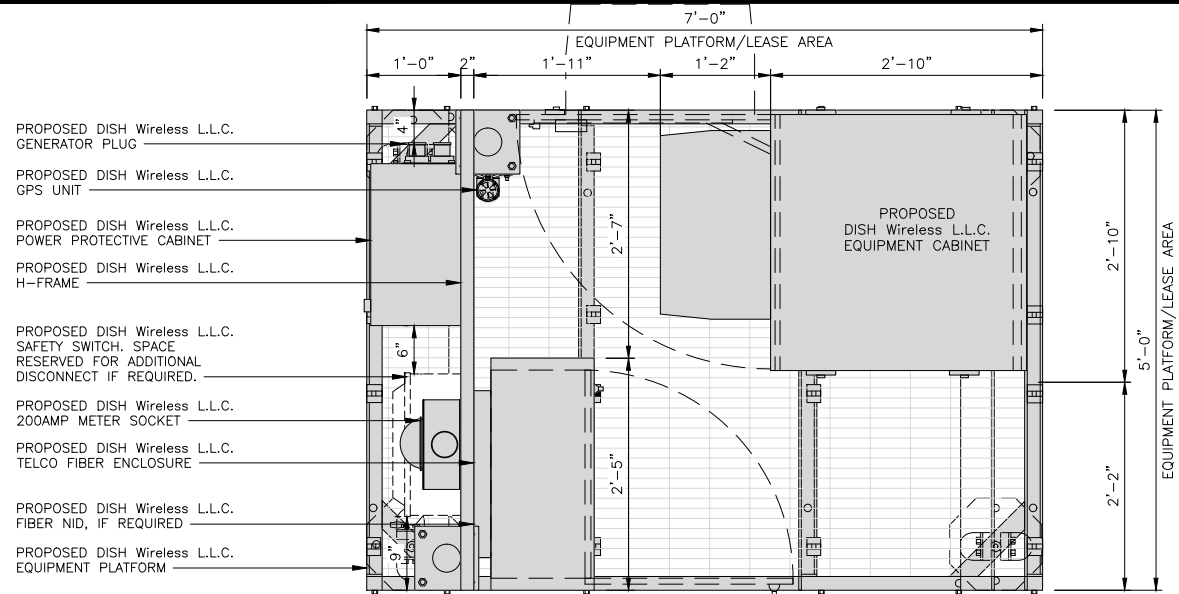 7'-0"
EQUIPMENT PLATFORM/LEASE AREA
1'-0"
2"
1'-11"
1'-2"
2'-10"
PROPOSED DISH Wireless L.L.C.
GENERATOR PLUG
PROPOSED DISH Wireless L.L.C.
GPS UNIT
PROPOSED DISH Wireless L.L.C.
POWER PROTECTIVE CABINET
PROPOSED DISH Wireless L.L.C.
H-FRAME
PROPOSED DISH Wireless L.L.C.
SAFETY SWITCH. SPACE
RESERVED FOR ADDITIONAL
DISCONNECT IF REQUIRED.
PROPOSED DISH Wireless L.L.C.
200AMP METER SOCKET
PROPOSED DISH Wireless L.L.C.
TELCO FIBER ENCLOSURE
PROPOSED DISH Wireless L.L.C.
FIBER NID, IF REQUIRED
PROPOSED DISH Wireless L.L.C.
EQUIPMENT PLATFORM
4"
6"
9"
2'-7"
2'-5"
PROPOSED
DISH Wireless L.L.C.
EQUIPMENT CABINET
2'-10"
2'-2"
5'-0"
EQUIPMENT PLATFORM/LEASE AREA